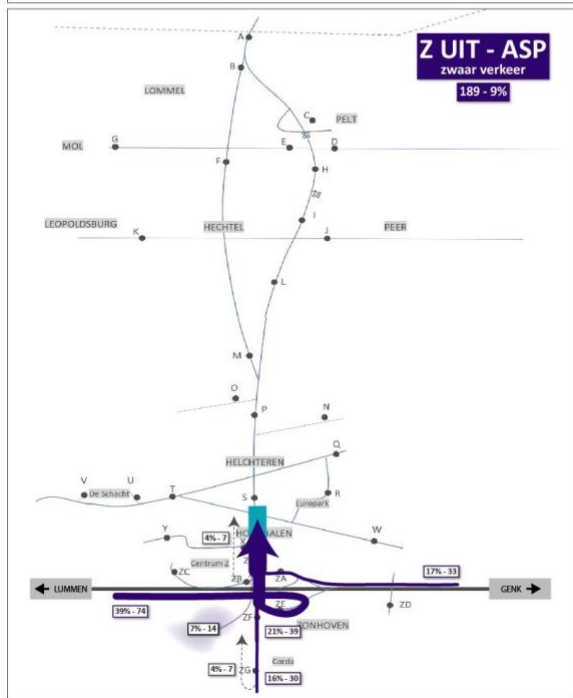 Z UIT - ASP
zwaar verkeer
189 - 9%
A
B
LOMMEL
C
PELT
MOL
G
E
D
F
H
LEOPOLDSBURG
HECHTEL
I
PEER
K
J
L
M
O
P
N
Q
HELCHTEREN
V
U
De Schacht
T
S
R
Europark
Y
4% - 7
W
Centrum Z
ZC
ZB
ZA
17% - 33
LUMMEN
GENK
39% - 74
ZE
ZD
7% - 14
ZF
21% - 39
ZONHOVEN
Corda
4% - 7
ZG
16% - 30